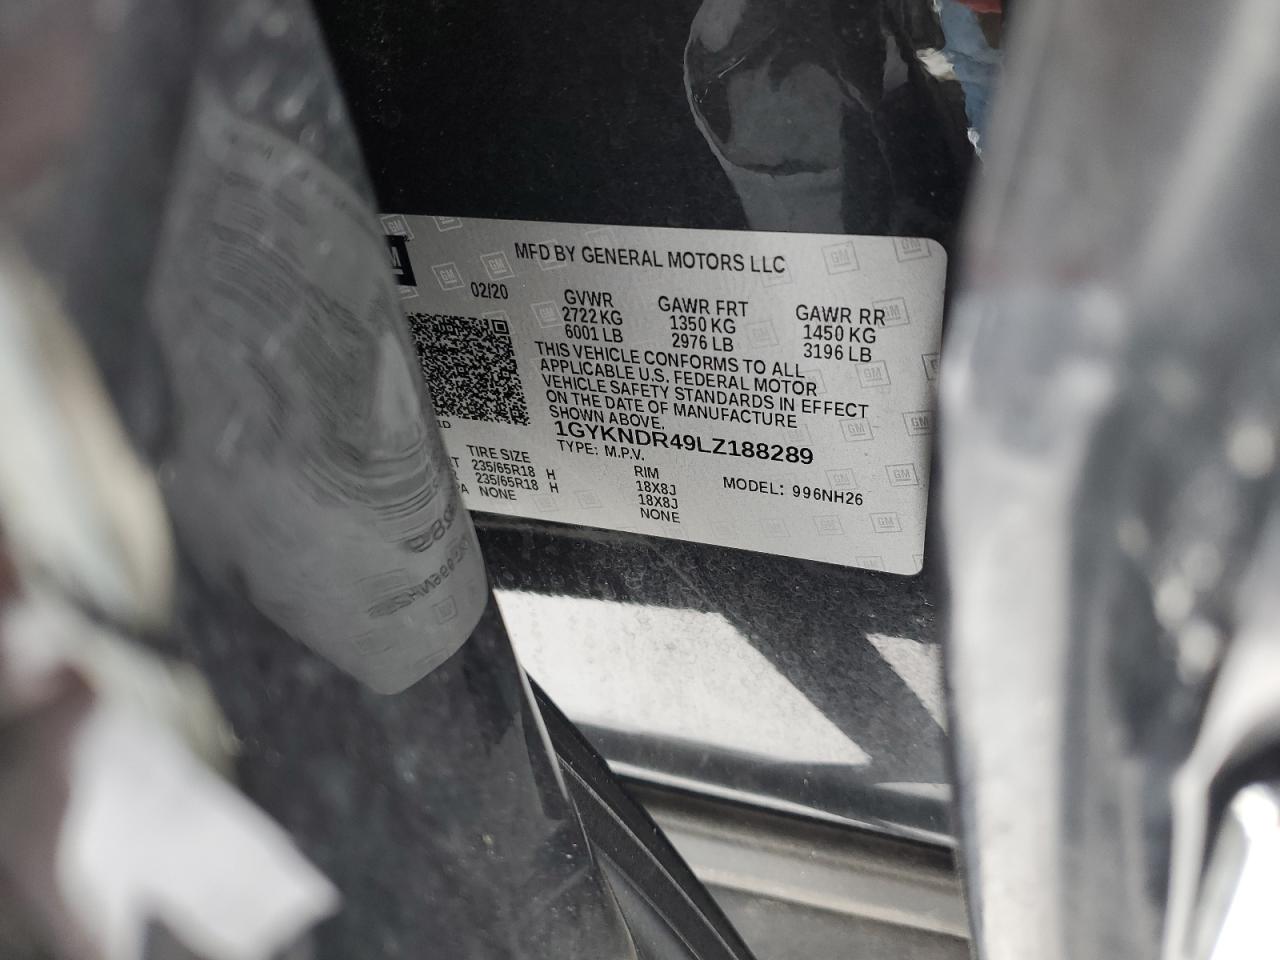 MFD BY GENERAL MOTORS LLC
02/20
GVWR
2722 KG
6001 LB
GAWR FRT
1350 KG
2976 LB
GAWR RR
1450 KG
3196 LB
THIS VEHICLE CONFORMS TO ALL
APPLICABLE U.S. FEDERAL MOTOR
VEHICLE SAFETY STANDARDS IN EFFECT
ON THE DATE OF MANUFACTURE
SHOWN ABOVE.
1GYKNDR49LZ188289
TYPE: M.P.V.
TIRE SIZE
235/65R18 H
235/65R18 H
NONE
RIM
18X8J
18X8J
NONE
MODEL: 996NH26